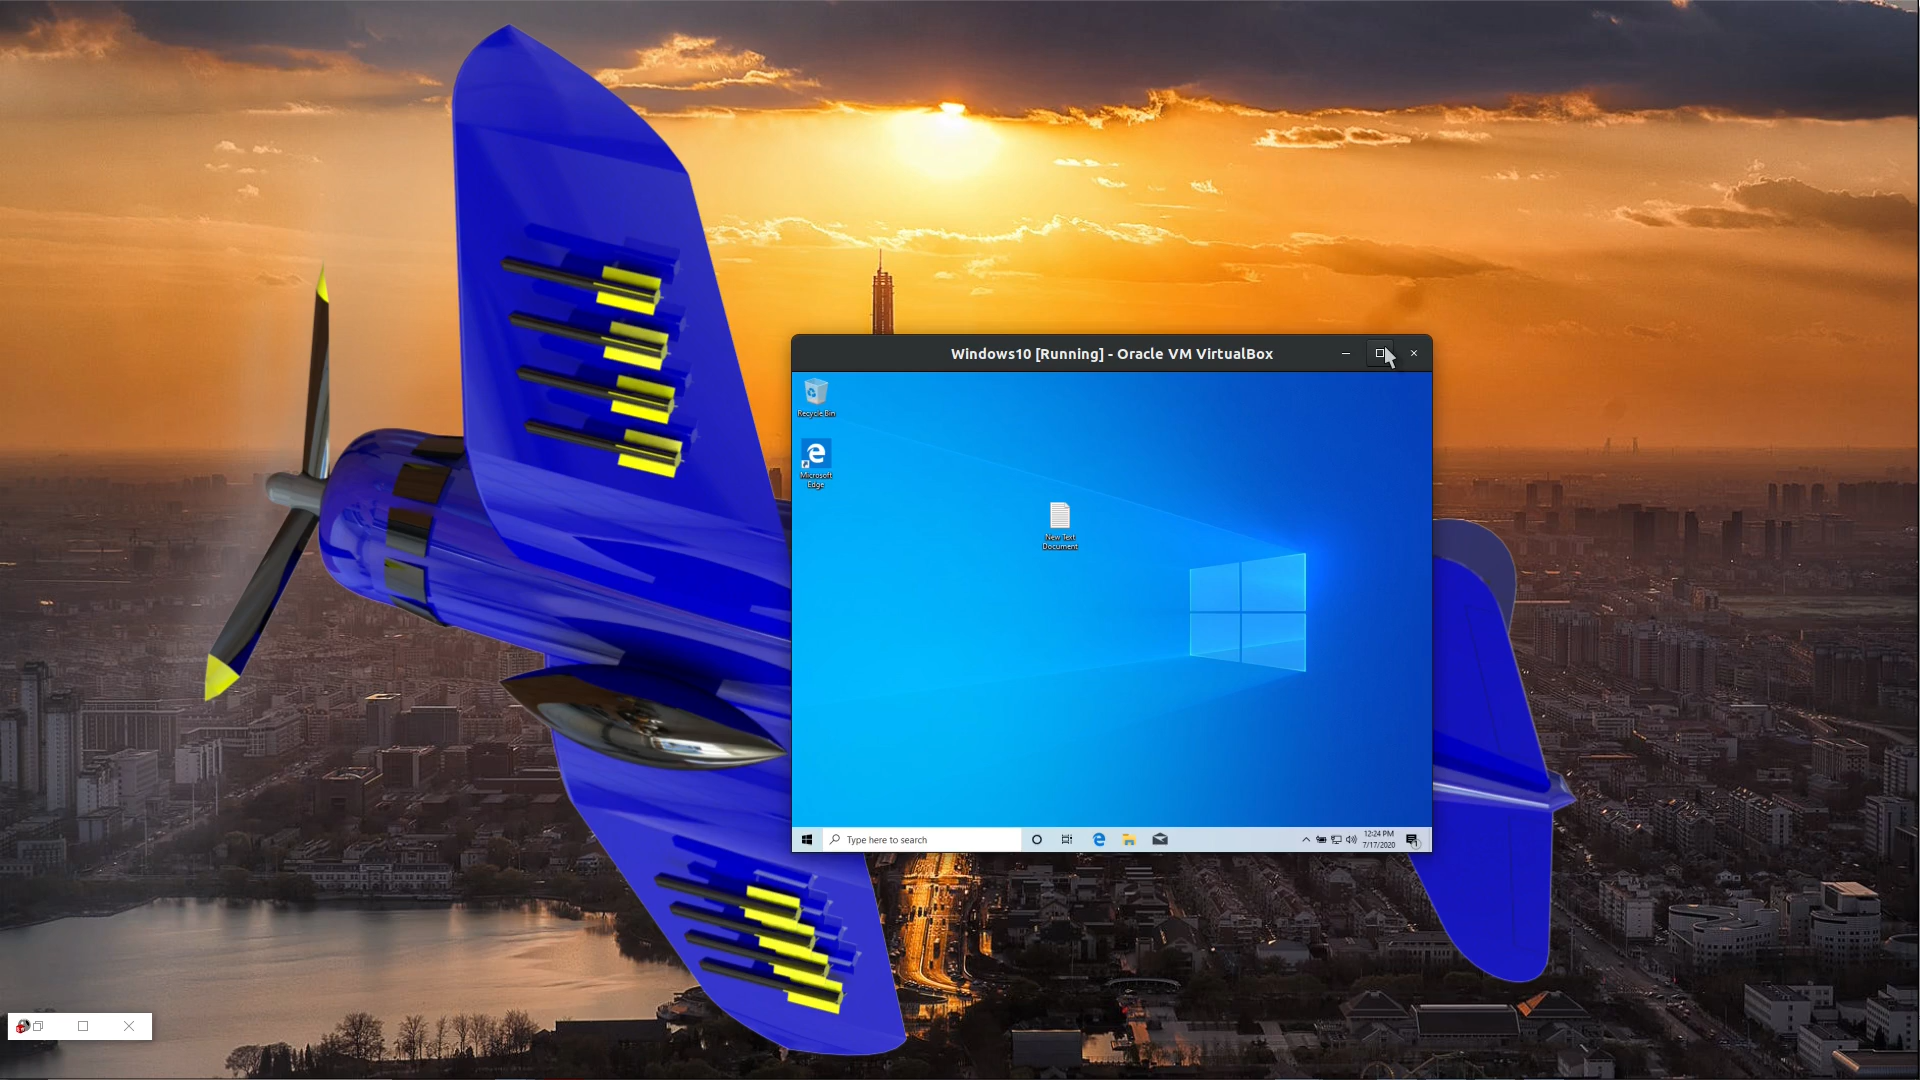 Windows10 [Running] - Oracle VM VirtualBox
Recycle Bin
Microsoft
Edge
New Text
Document
Type here to search
12:24 PM
7/17/2020